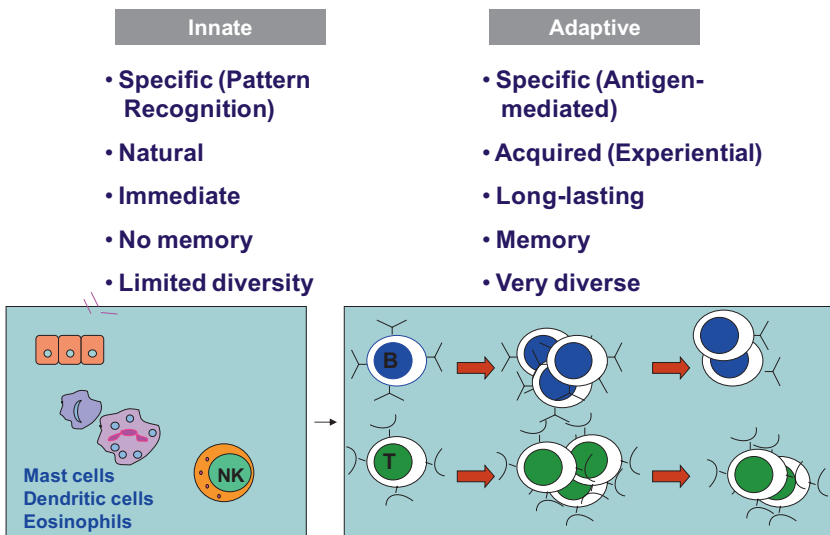 Innate
• Specific (Pattern
Recognition)
• Natural
• Immediate
• No memory
• Limited diversity
Adaptive
• Specific (Antigen-
mediated)
• Acquired (Experiential)
• Long-lasting
• Memory
• Very diverse
NK
Mast cells
Dendritic cells
Eosinophils
B
T